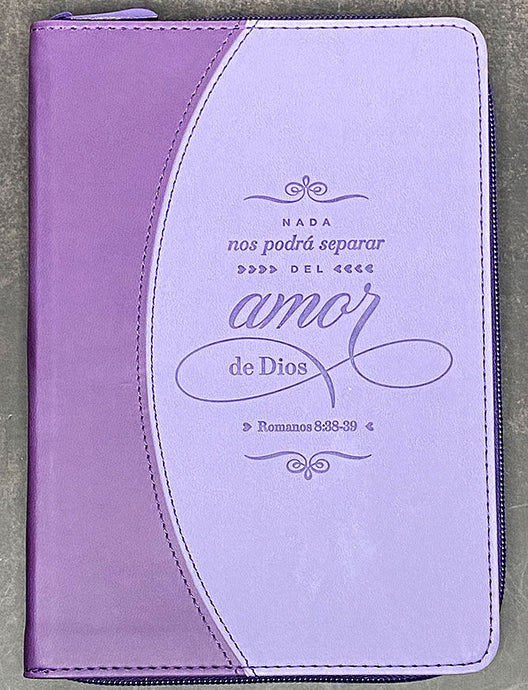 NADA
nos podrá separar
DEL
amor
de Dios
Romanos 8:38-39